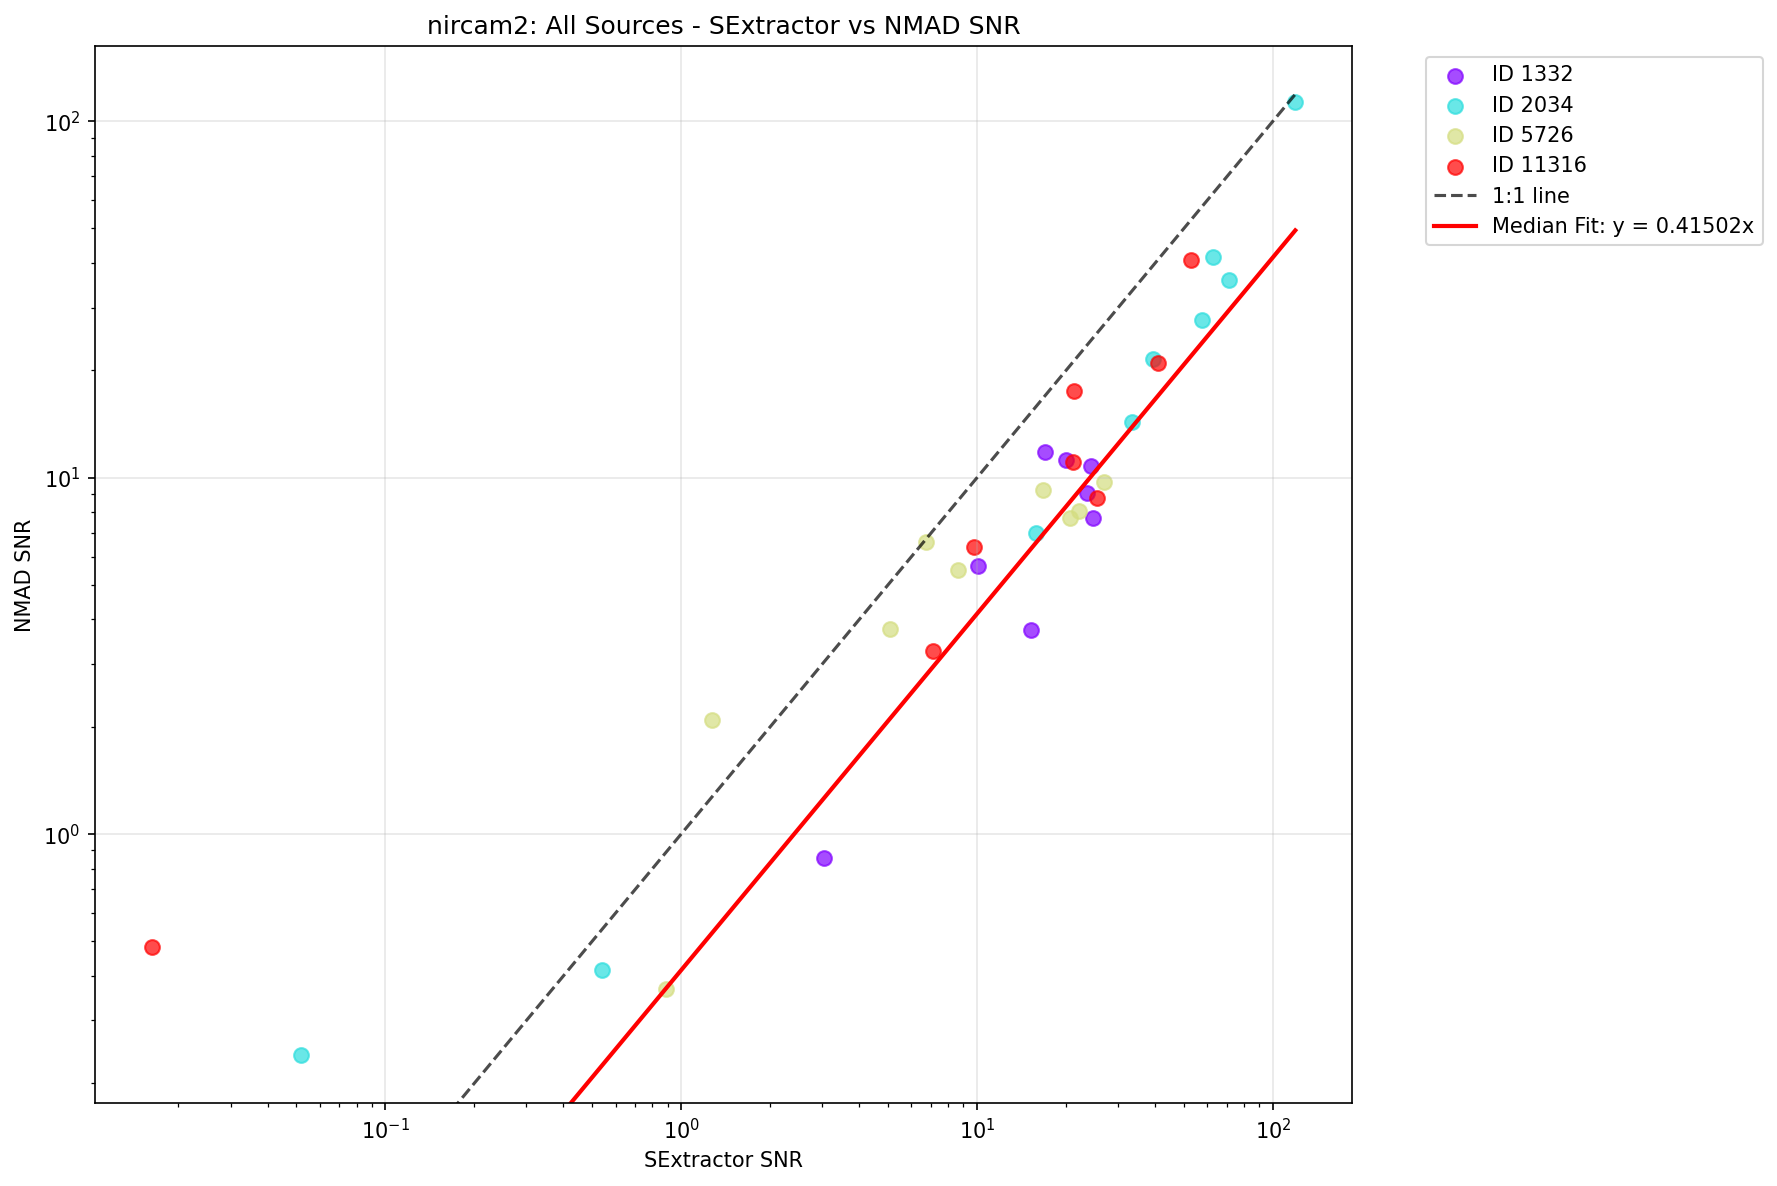 nircam2: All Sources - SExtractor vs NMAD SNR
ID 1332
ID 2034
ID 5726
ID 11316
1:1 line
Median Fit: y = 0.41502x
NMAD SNR
10²
10¹
10⁰
10⁻¹ 10⁰ 10¹ 10²
SExtractor SNR